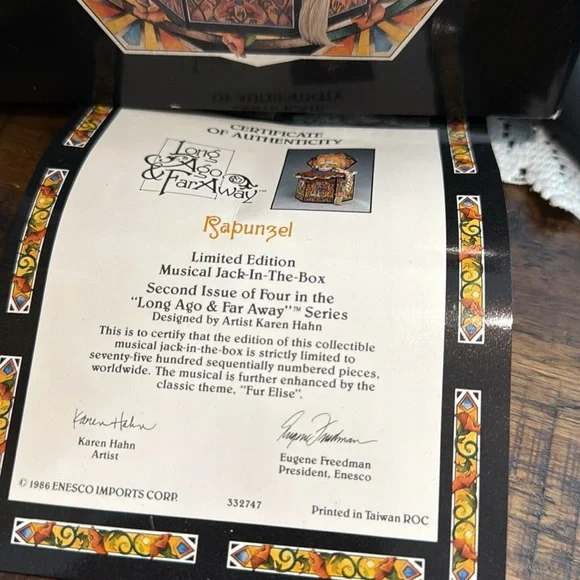 CERTIFICATE
OF AUTHENTICITY
Long
Ago
& Far Away™
Rapunzel
Limited Edition
Musical Jack-In-The-Box
Second Issue of Four in the
"Long Ago & Far Away"™ Series
Designed by Artist Karen Hahn
This is to certify that the edition of this collectible
musical jack-in-the-box is strictly limited to
seventy-five hundred sequentially numbered pieces,
worldwide. The musical is further enhanced by the
classic theme, "Fur Elise".
Karen Hahn
Eugene Freedman
Karen Hahn
Artist
Eugene Freedman
President, Enesco
© 1986 ENESCO IMPORTS CORP.
332747
Printed in Taiwan ROC